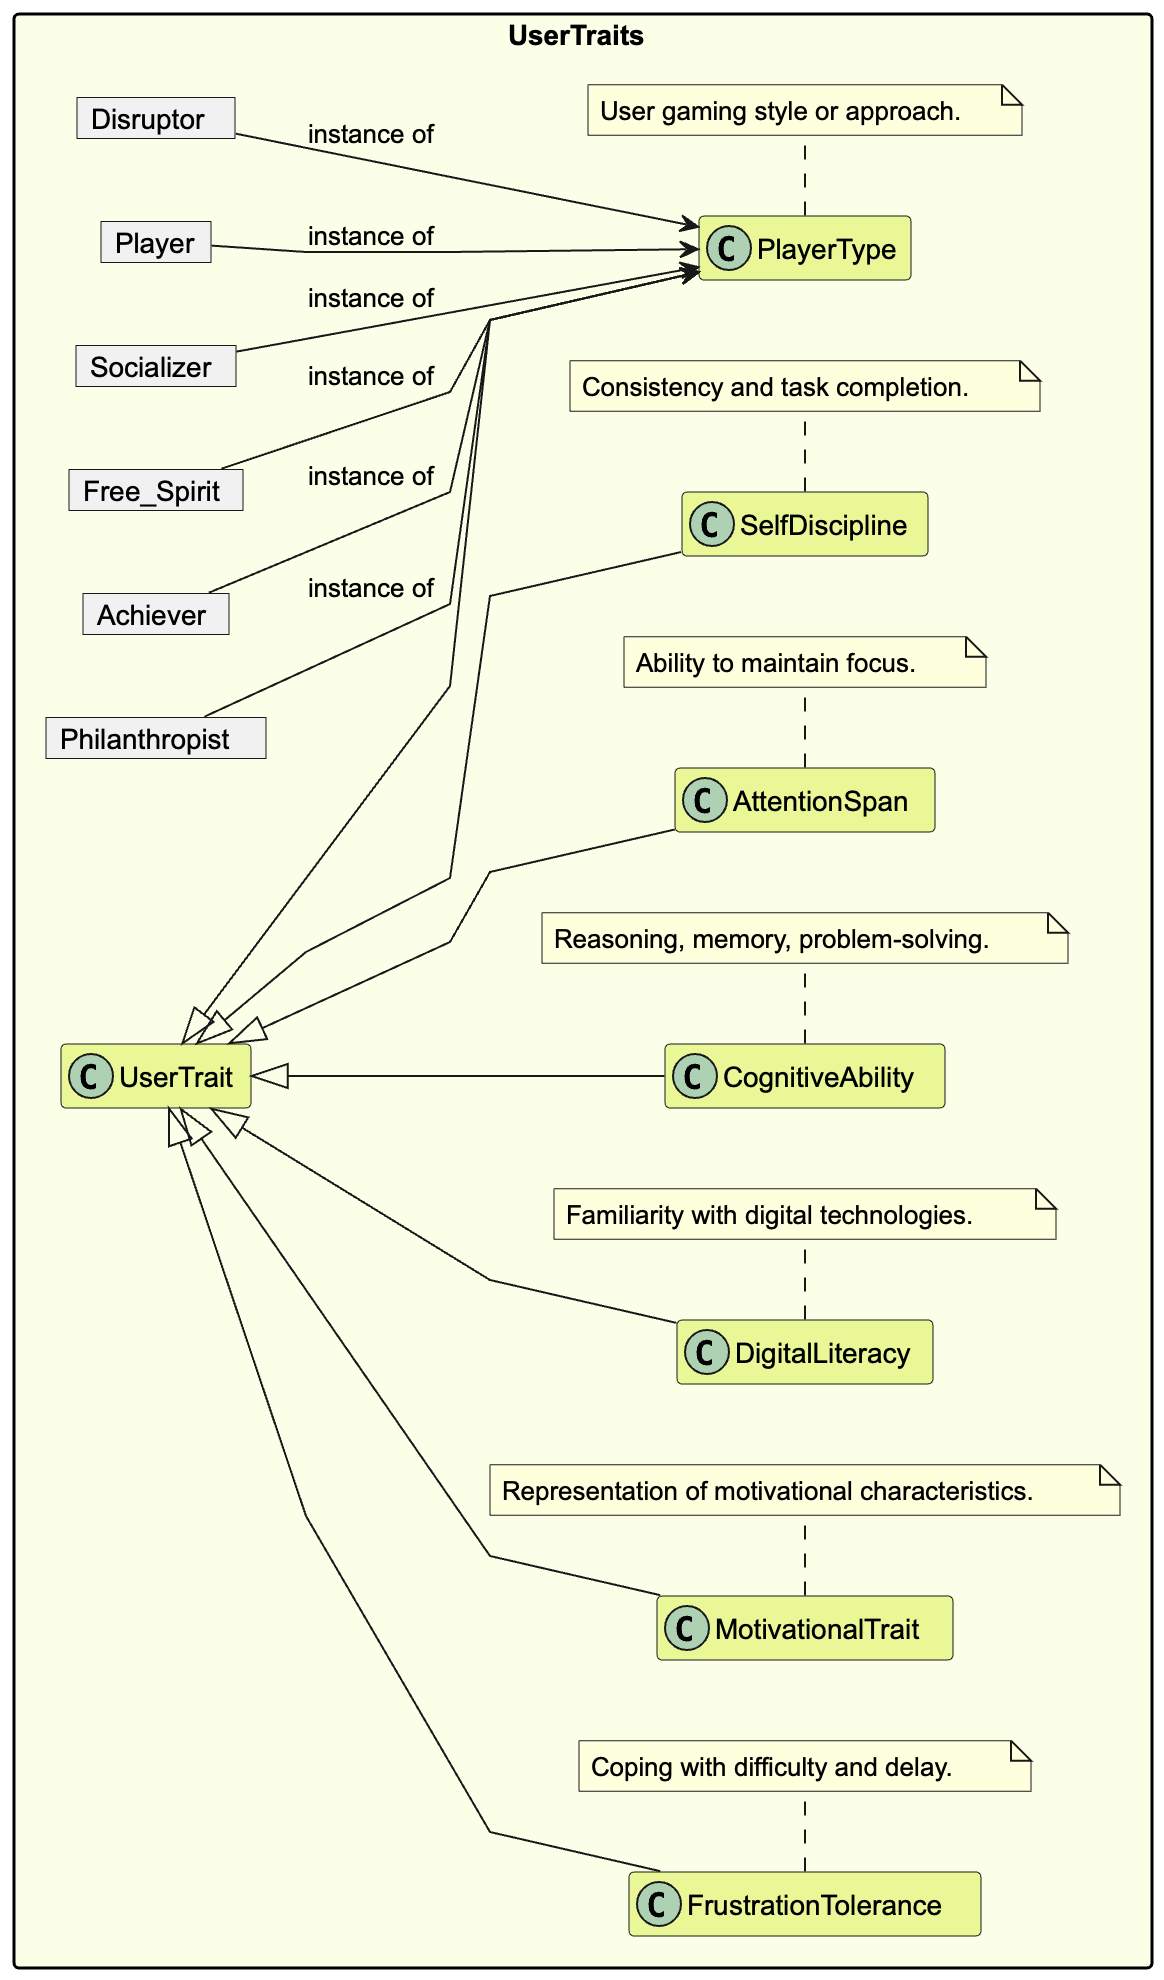 UserTraits
Disruptor
instance of
User gaming style or approach.
Player
instance of
C PlayerType
Socializer
instance of
Free_Spirit
instance of
Consistency and task completion.
Achiever
instance of
C SelfDiscipline
Philanthropist
instance of
Ability to maintain focus.
C AttentionSpan
Reasoning, memory, problem-solving.
C UserTrait
C CognitiveAbility
Familiarity with digital technologies.
C DigitalLiteracy
Representation of motivational characteristics.
C MotivationalTrait
Coping with difficulty and delay.
C FrustrationTolerance